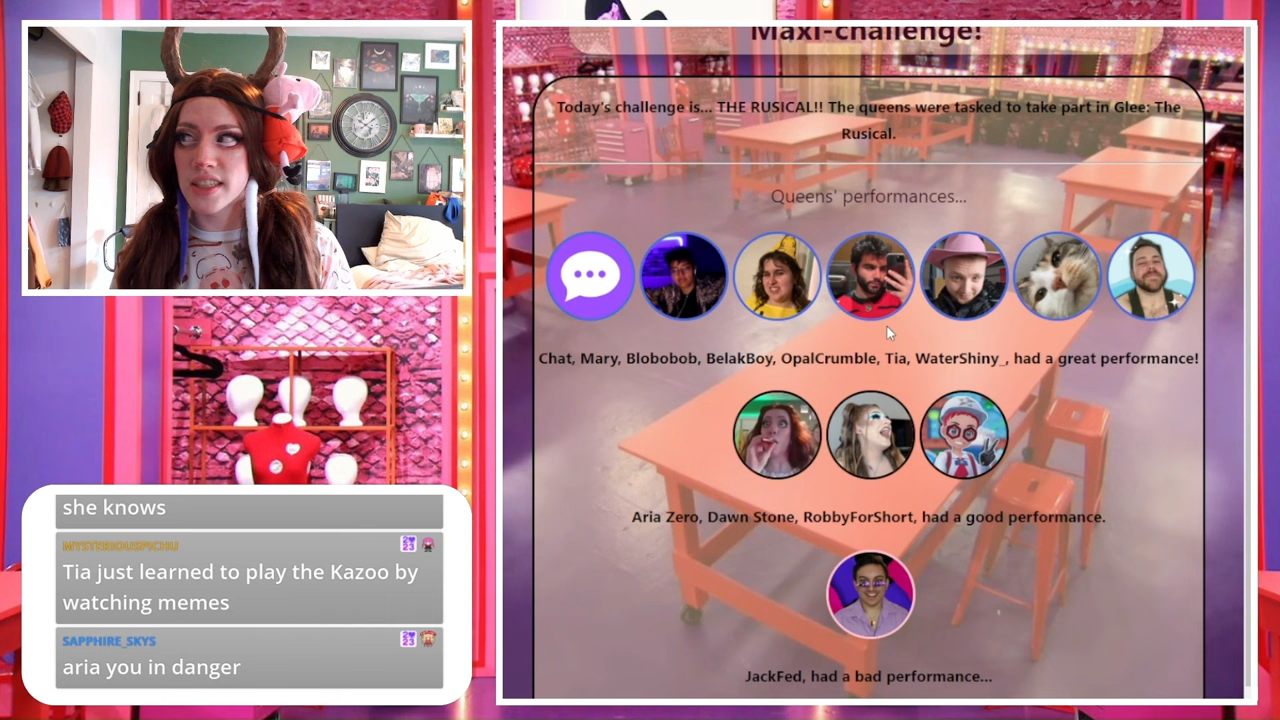 Maxi-challenge!
Today's challenge is... THE RUSICAL!! The queens were tasked to take part in Glee: The
Rusical.
Queens' performances...
Chat, Mary, Blobobob, BelakBoy, OpalCrumble, Tia, WaterShiny_, had a great performance!
Aria Zero, Dawn Stone, RobbyForShort, had a good performance.
JackFed, had a bad performance...
she knows
MYSTERIOUSPICHU
Tia just learned to play the Kazoo by
watching memes
SAPPHIRE_SKYS
aria you in danger